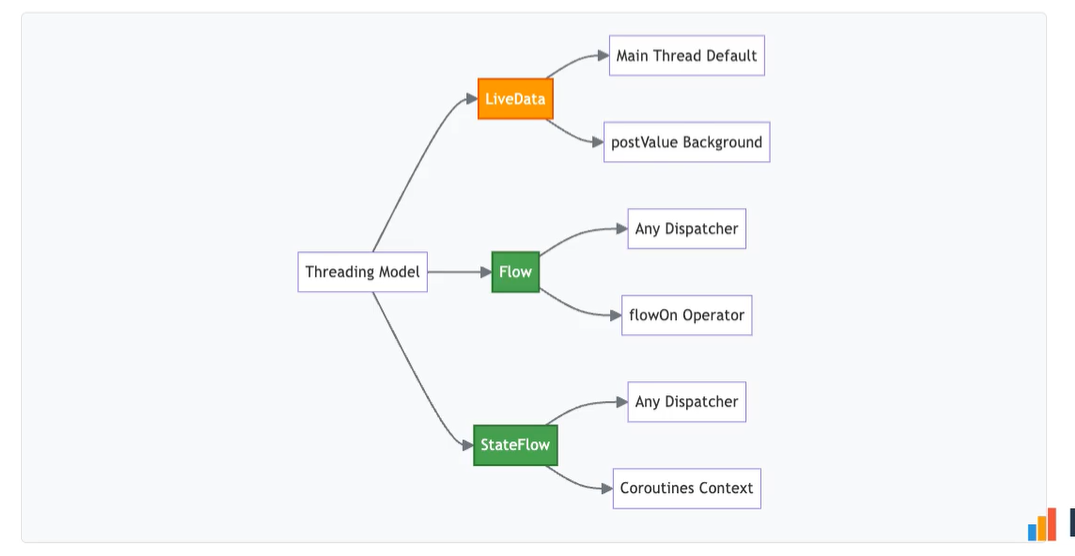 Main Thread Default
LiveData
postValue Background
Any Dispatcher
Threading Model
Flow
flowOn Operator
Any Dispatcher
StateFlow
Coroutines Context